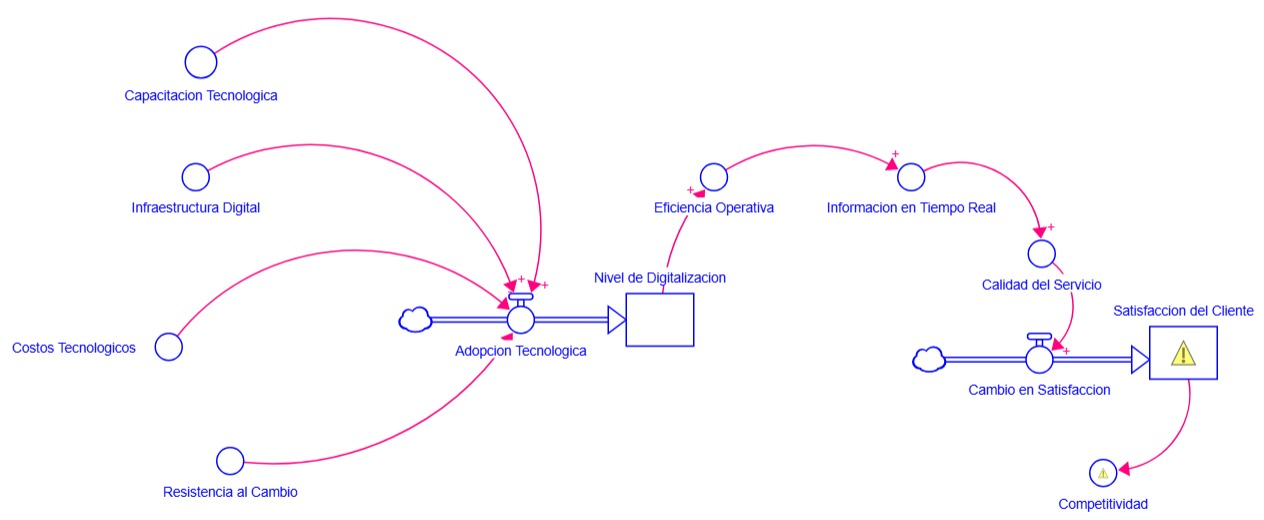 Capacitacion Tecnologica
Infraestructura Digital
Costos Tecnologicos
Resistencia al Cambio
+
+
Adopcion Tecnologica
Nivel de Digitalizacion
+
Eficiencia Operativa
+
Informacion en Tiempo Real
+
Calidad del Servicio
+
Cambio en Satisfaccion
Satisfaccion del Cliente
Competitividad